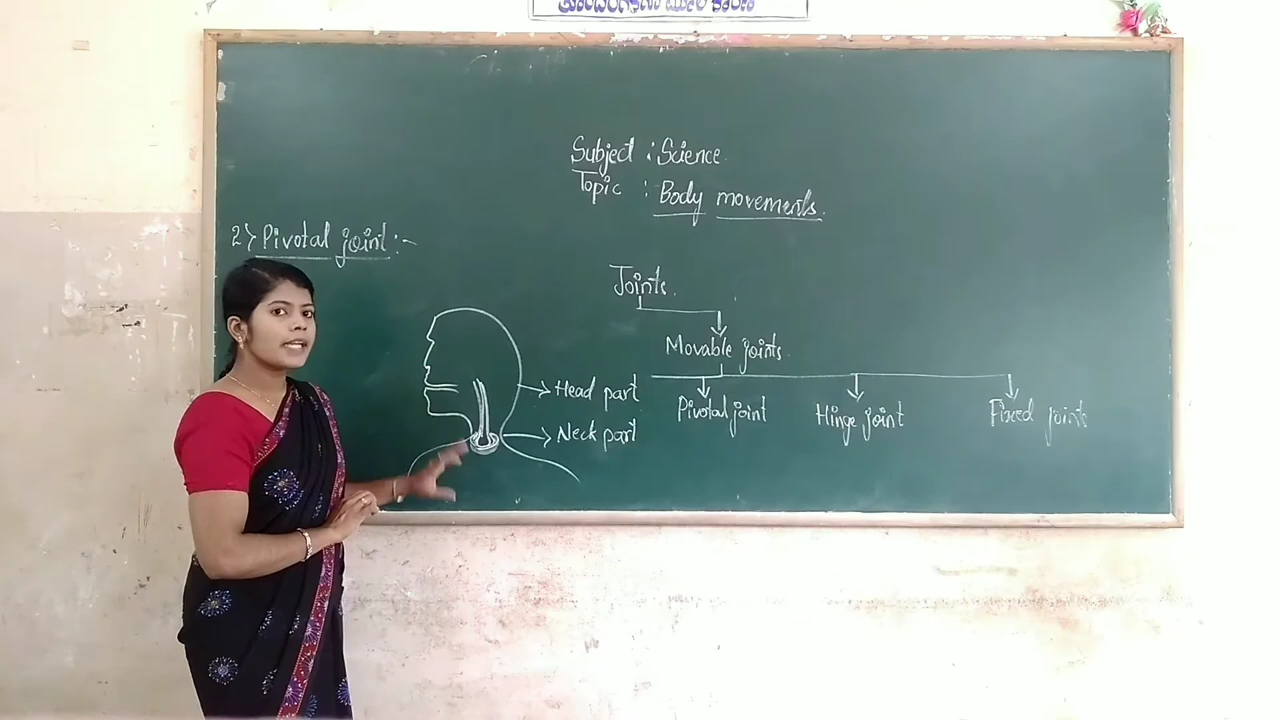 Subject : Science
Topic : Body movements.
2) Pivotal joint :-
Joints.
Movable joints
Head part
Neck part
Pivotal joint
Hinge joint
Fixed joints